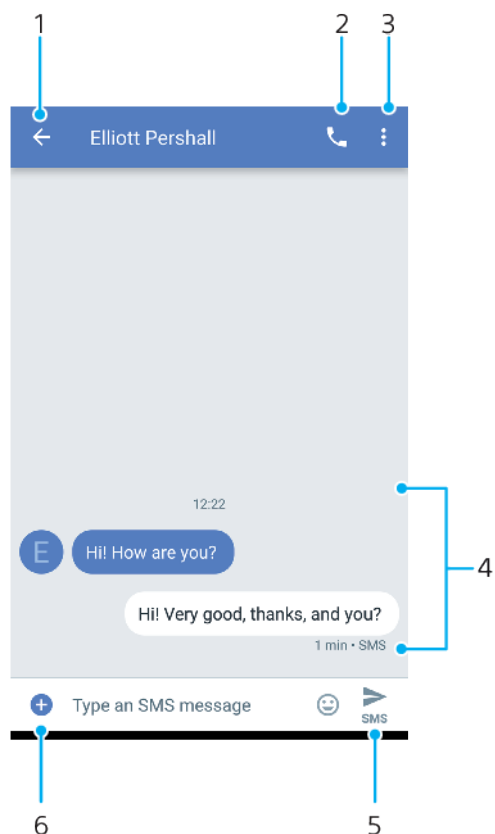 1 2 3
Elliott Pershall
12:22
E Hi! How are you?
4
Hi! Very good, thanks, and you?
1 min • SMS
Type an SMS message
SMS
6 5